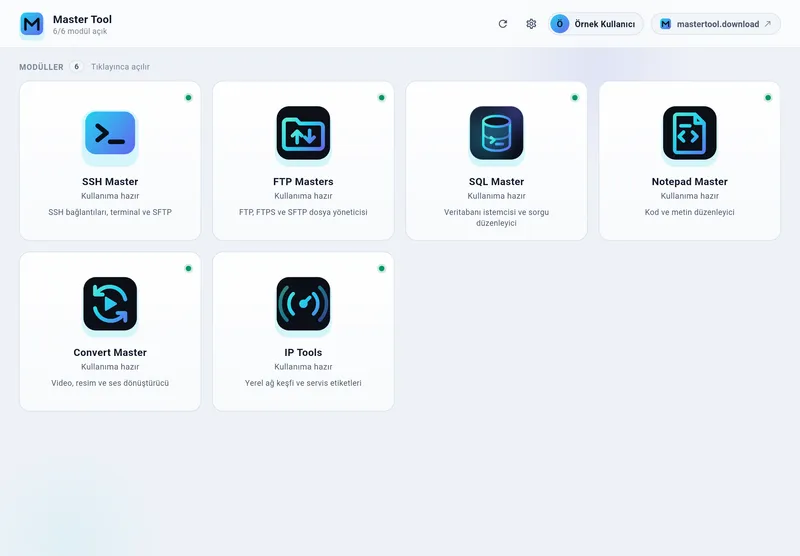 Master Tool
6/6 modül açık
Ö Örnek Kullanıcı
mastertool.download ↗
MODÜLLER 6 Tıklayınca açılır
SSH Master
Kullanıma hazır
SSH bağlantıları, terminal ve SFTP
FTP Masters
Kullanıma hazır
FTP, FTPS ve SFTP dosya yöneticisi
SQL Master
Kullanıma hazır
Veritabanı istemcisi ve sorgu
düzenleyici
Notepad Master
Kullanıma hazır
Kod ve metin düzenleyici
Convert Master
Kullanıma hazır
Video, resim ve ses dönüştürücü
IP Tools
Kullanıma hazır
Yerel ağ keşfi ve servis etiketleri